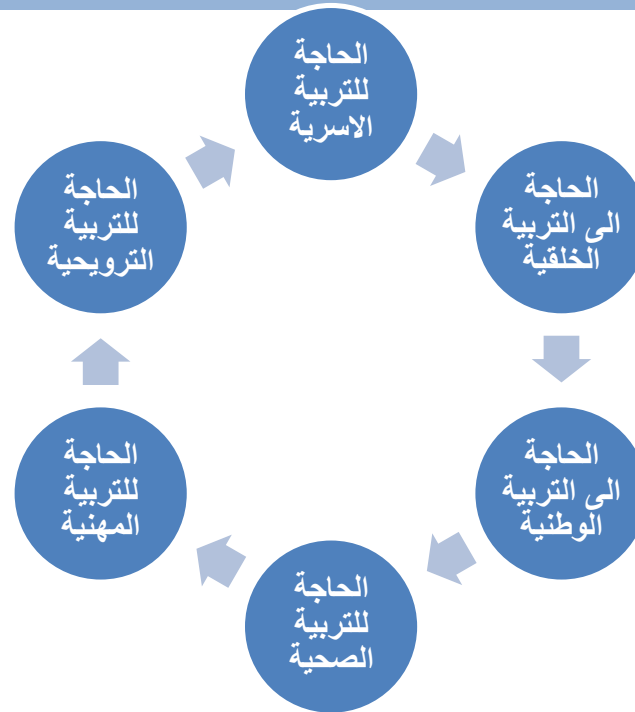 الحاجة
للتربية
الاسرية
الحاجة
الى التربية
الخلقية
الحاجة
الى التربية
الوطنية
الحاجة
للتربية
الصحية
الحاجة
للتربية
المهنية
الحاجة
للتربية
الترويحية